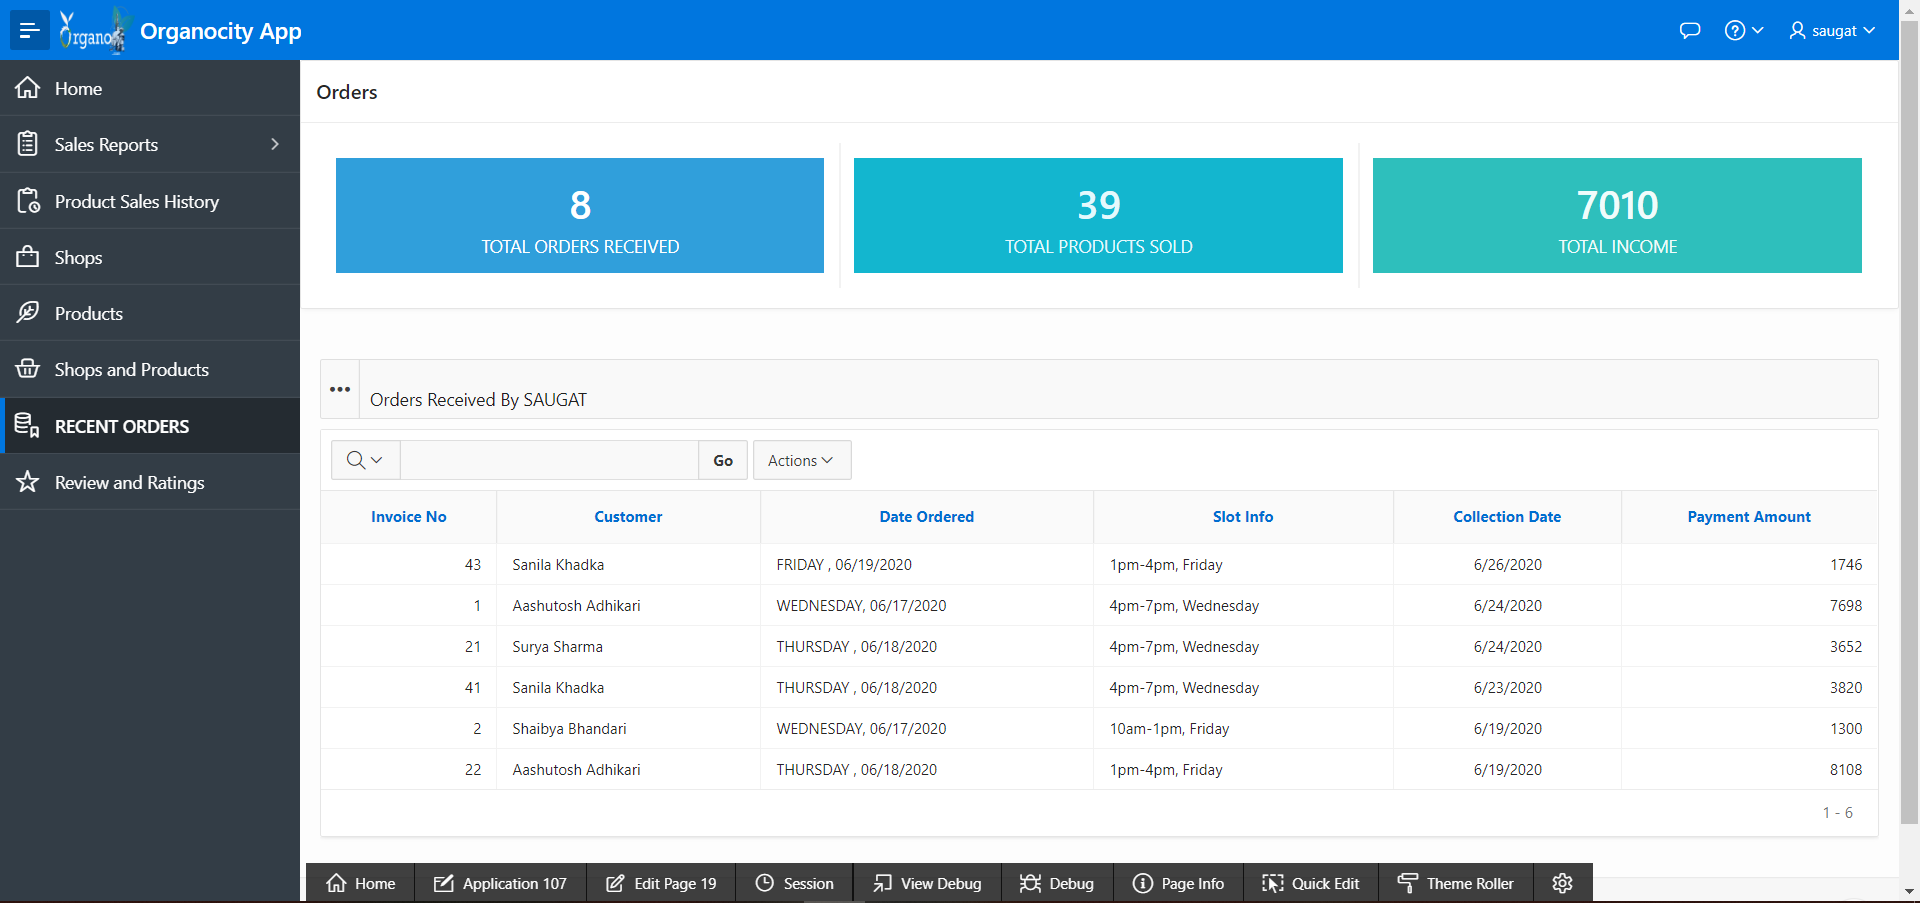 Organo
Organocity App
saugat
Home
Sales Reports
Product Sales History
Shops
Products
Shops and Products
RECENT ORDERS
Review and Ratings
Orders
8
TOTAL ORDERS RECEIVED
39
TOTAL PRODUCTS SOLD
7010
TOTAL INCOME
Orders Received By SAUGAT
Go Actions
Invoice No Customer Date Ordered Slot Info Collection Date Payment Amount
43 Sanila Khadka FRIDAY , 06/19/2020 1pm-4pm, Friday 6/26/2020 1746
1 Aashutosh Adhikari WEDNESDAY, 06/17/2020 4pm-7pm, Wednesday 6/24/2020 7698
21 Surya Sharma THURSDAY , 06/18/2020 4pm-7pm, Wednesday 6/24/2020 3652
41 Sanila Khadka THURSDAY , 06/18/2020 4pm-7pm, Wednesday 6/23/2020 3820
2 Shaibya Bhandari WEDNESDAY, 06/17/2020 10am-1pm, Friday 6/19/2020 1300
22 Aashutosh Adhikari THURSDAY , 06/18/2020 1pm-4pm, Friday 6/19/2020 8108
1 - 6
Home Application 107 Edit Page 19 Session View Debug Debug Page Info Quick Edit Theme Roller